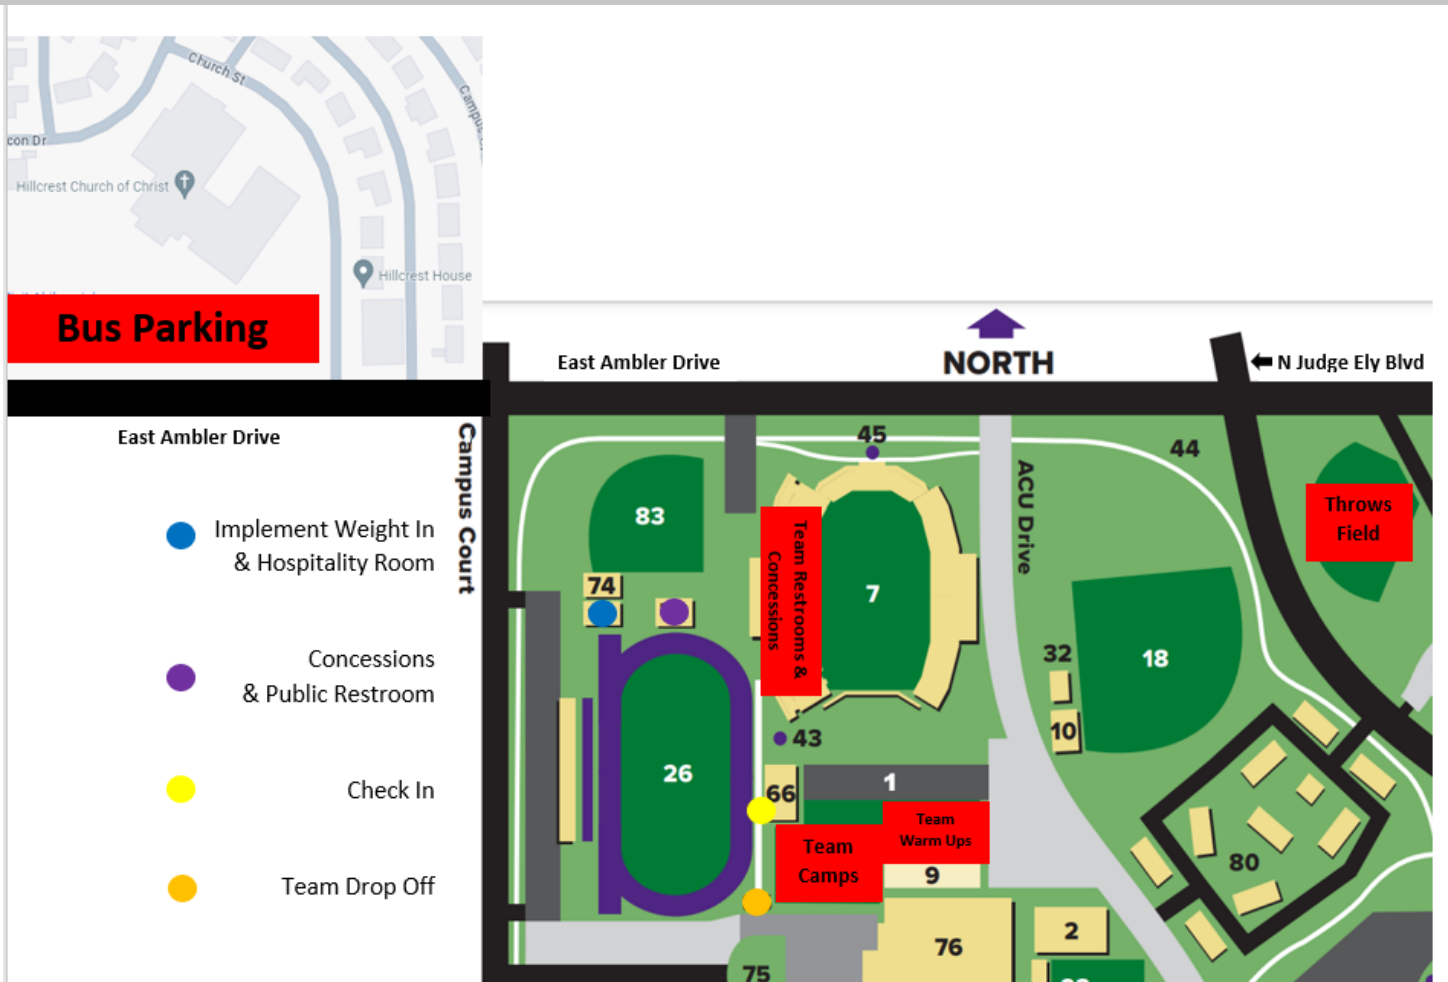 Church St
Campus
con Dr
Hillcrest Church of Christ
Hillcrest House
Bus Parking
NORTH
East Ambler Drive
N Judge Ely Blvd
East Ambler Drive
Campus Court
Implement Weight In
& Hospitality Room
Concessions
& Public Restroom
Check In
Team Drop Off
45
44
ACU Drive
83
Throws
Field
Team Restrooms &
Concessions
7
74
32
18
10
43
26
66
1
Team
Warm Ups
Team
Camps
9
80
76
2
75